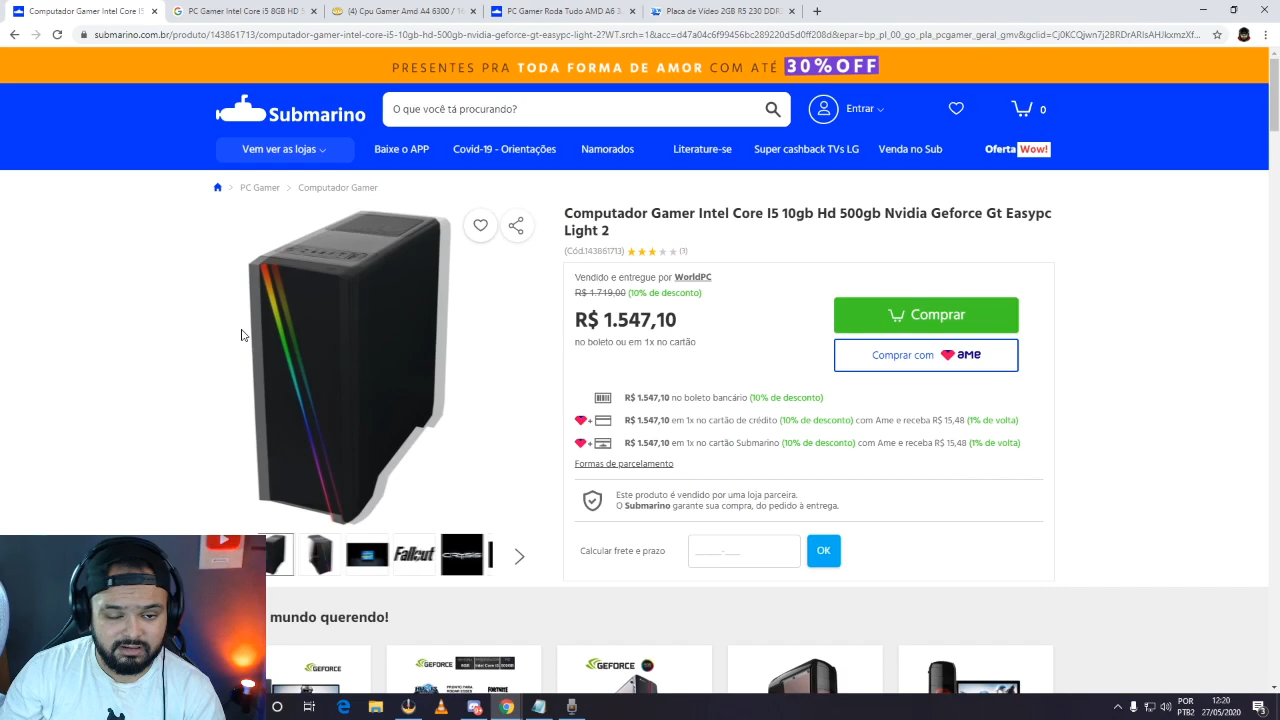 Computador Gamer Intel Core I5
PC Gamer Intel Core i5 8GB HD 5
Computador Gamer Amd A4 6300 / 16
PC Gamer Roda Tudo AMD A6 3.
Placa de Vídeo 2GB R5 230 DDR
submarino.com.br/produto/143861713/computador-gamer-intel-core-i5-10gb-hd-500gb-nvidia-geforce-gt-easypc-light-2?WT.srch=1&acc=d47a04c6f99456bc289220d5d0ff208d&epar=bp_pl_00_go_pla_pcgamer_geral_gmv&gclid=Cj0KCQjwn7j2BRDrARIsAHJkxmzXf...
PRESENTES PRA TODA FORMA DE AMOR COM ATÉ 30%OFF
Submarino
O que você tá procurando?
Entrar
0
Vem ver as lojas
Baixe o APP
Covid-19 - Orientações
Namorados
Literature-se
Super cashback TVs LG
Venda no Sub
Oferta Wow!
PC Gamer
Computador Gamer
Computador Gamer Intel Core I5 10gb Hd 500gb Nvidia Geforce Gt Easypc
Light 2
(Cód.143861713) (3)
Vendido e entregue por WorldPC
R$ 1.719,00 (10% de desconto)
R$ 1.547,10
no boleto ou em 1x no cartão
Comprar
Comprar com ame
R$ 1.547,10 no boleto bancário (10% de desconto)
R$ 1.547,10 em 1x no cartão de crédito (10% de desconto) com Ame e receba R$ 15,48 (1% de volta)
R$ 1.547,10 em 1x no cartão Submarino (10% de desconto) com Ame e receba R$ 15,48 (1% de volta)
Formas de parcelamento
Este produto é vendido por uma loja parceira.
O Submarino garante sua compra, do pedido à entrega.
Calcular frete e prazo
OK
Fallout
CRYSIS
mundo querendo!
GEFORCE
GEFORCE
GEFORCE
POR
PTB2
12:20
27/05/2020